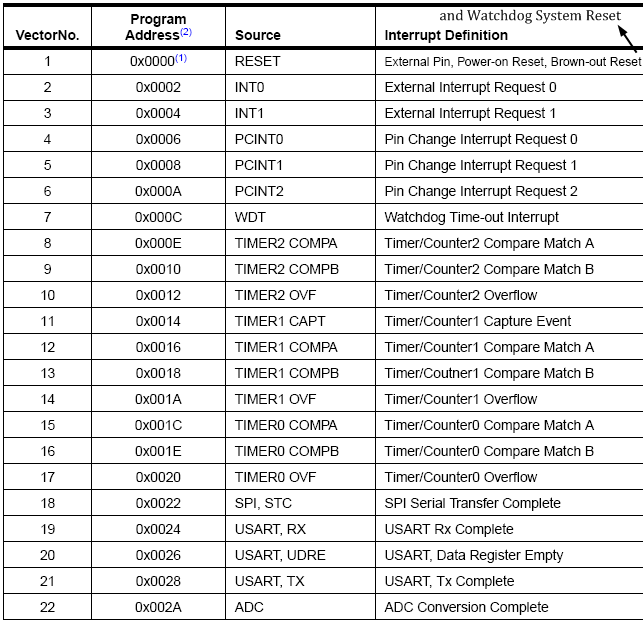 and Watchdog System Reset
VectorNo. Program Address(2) Source Interrupt Definition
1 0x0000(1) RESET External Pin, Power-on Reset, Brown-out Reset
2 0x0002 INT0 External Interrupt Request 0
3 0x0004 INT1 External Interrupt Request 1
4 0x0006 PCINT0 Pin Change Interrupt Request 0
5 0x0008 PCINT1 Pin Change Interrupt Request 1
6 0x000A PCINT2 Pin Change Interrupt Request 2
7 0x000C WDT Watchdog Time-out Interrupt
8 0x000E TIMER2 COMPA Timer/Counter2 Compare Match A
9 0x0010 TIMER2 COMPB Timer/Counter2 Compare Match B
10 0x0012 TIMER2 OVF Timer/Counter2 Overflow
11 0x0014 TIMER1 CAPT Timer/Counter1 Capture Event
12 0x0016 TIMER1 COMPA Timer/Counter1 Compare Match A
13 0x0018 TIMER1 COMPB Timer/Coutner1 Compare Match B
14 0x001A TIMER1 OVF Timer/Counter1 Overflow
15 0x001C TIMER0 COMPA Timer/Counter0 Compare Match A
16 0x001E TIMER0 COMPB Timer/Counter0 Compare Match B
17 0x0020 TIMER0 OVF Timer/Counter0 Overflow
18 0x0022 SPI, STC SPI Serial Transfer Complete
19 0x0024 USART, RX USART Rx Complete
20 0x0026 USART, UDRE USART, Data Register Empty
21 0x0028 USART, TX USART, Tx Complete
22 0x002A ADC ADC Conversion Complete